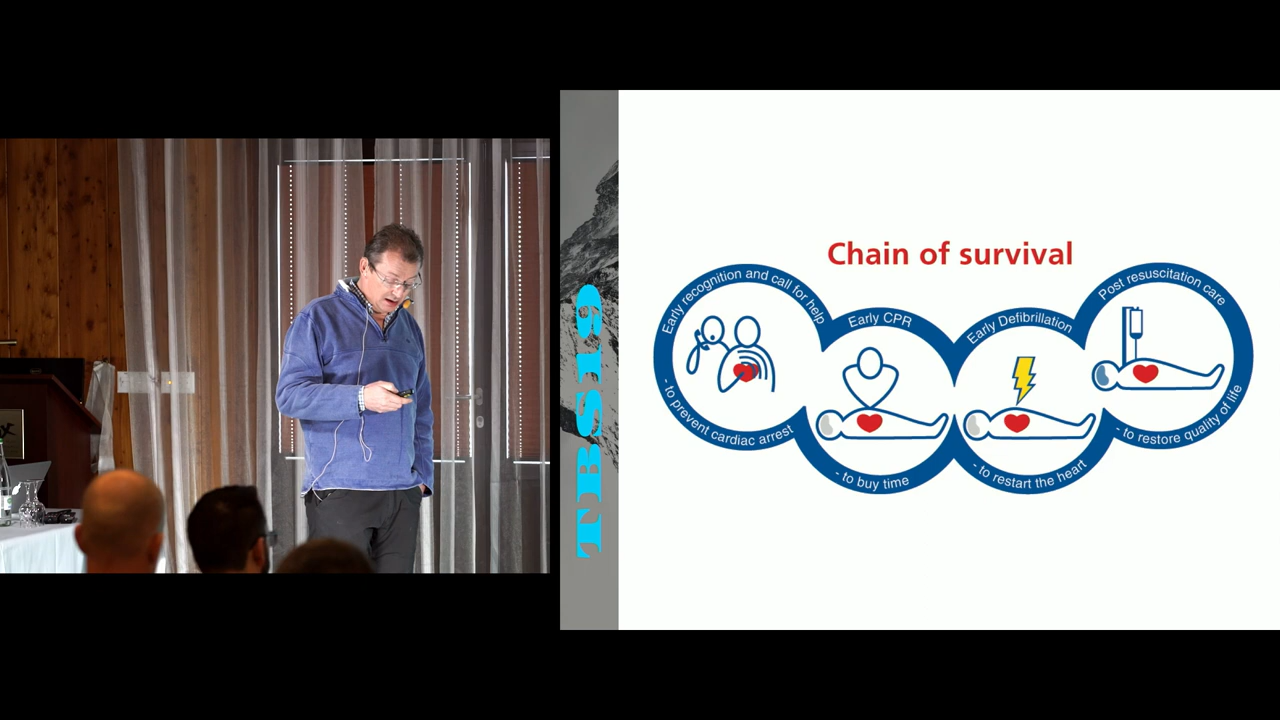 TBS19
Chain of survival
Early recognition and call for help
- to prevent cardiac arrest
Early CPR
- to buy time
Early Defibrillation
- to restart the heart
Post resuscitation care
- to restore quality of life